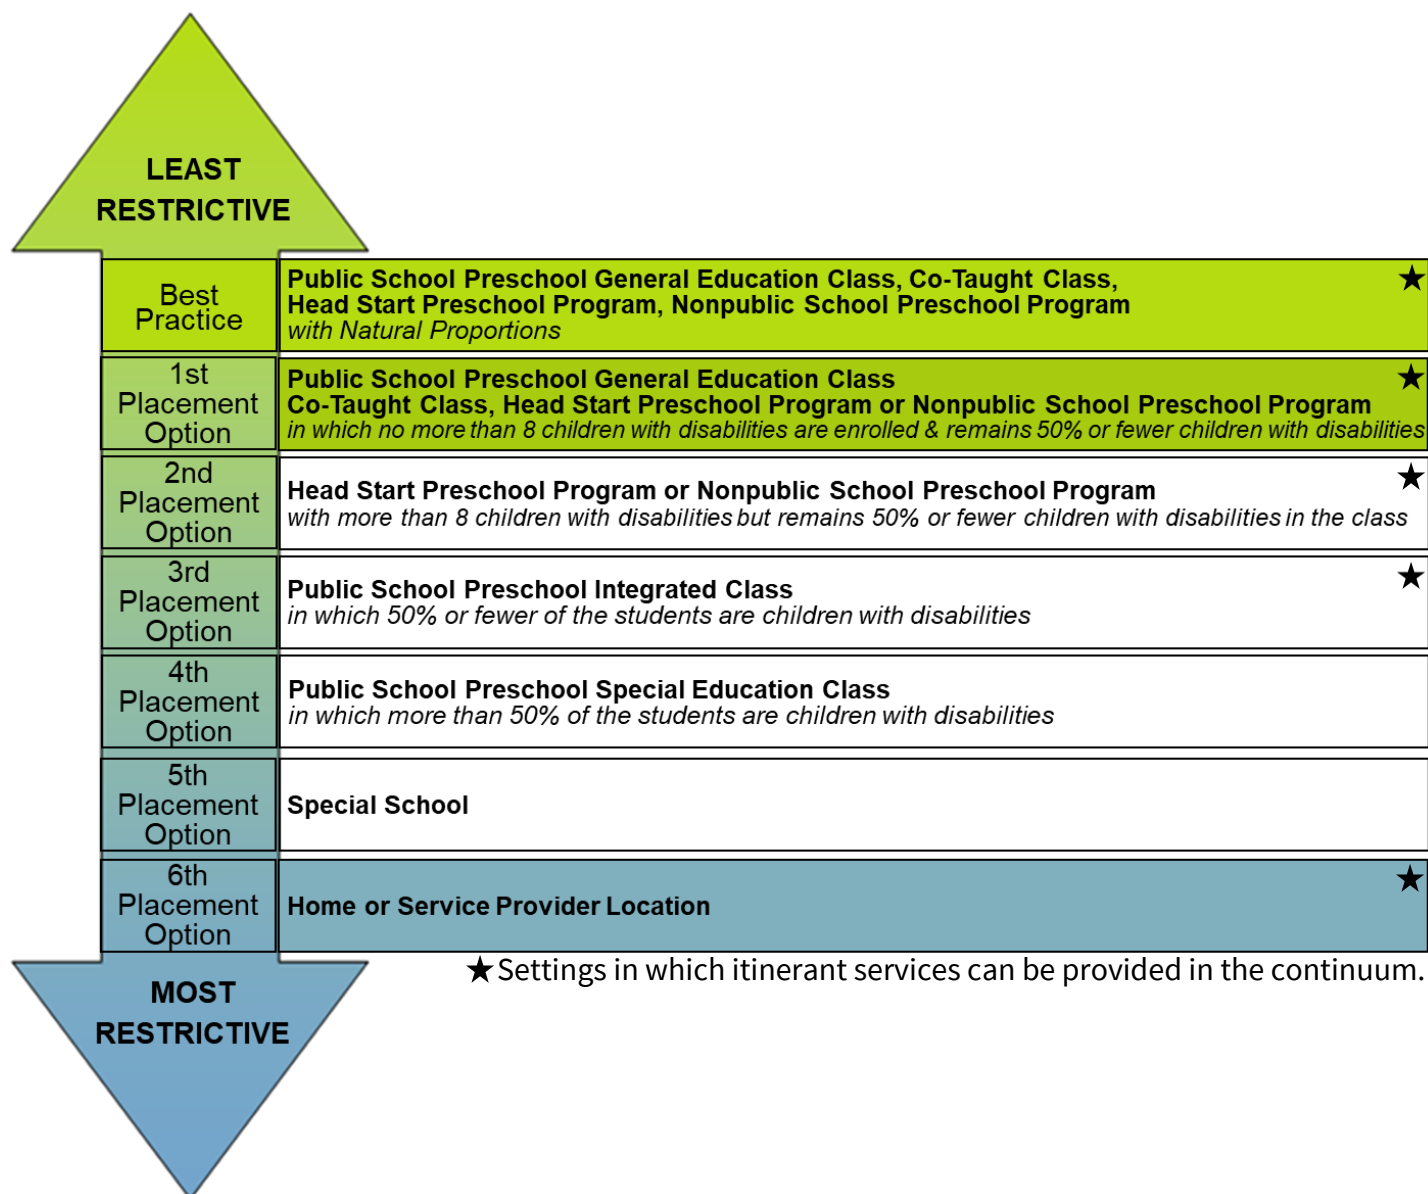 LEAST
RESTRICTIVE
Best
Practice
Public School Preschool General Education Class, Co-Taught Class,
Head Start Preschool Program, Nonpublic School Preschool Program
with Natural Proportions
★
1st
Placement
Option
Public School Preschool General Education Class
Co-Taught Class, Head Start Preschool Program or Nonpublic School Preschool Program
in which no more than 8 children with disabilities are enrolled & remains 50% or fewer children with disabilities
★
2nd
Placement
Option
Head Start Preschool Program or Nonpublic School Preschool Program
with more than 8 children with disabilities but remains 50% or fewer children with disabilities in the class
★
3rd
Placement
Option
Public School Preschool Integrated Class
in which 50% or fewer of the students are children with disabilities
★
4th
Placement
Option
Public School Preschool Special Education Class
in which more than 50% of the students are children with disabilities
5th
Placement
Option
Special School
6th
Placement
Option
Home or Service Provider Location
★
★ Settings in which itinerant services can be provided in the continuum.
MOST
RESTRICTIVE